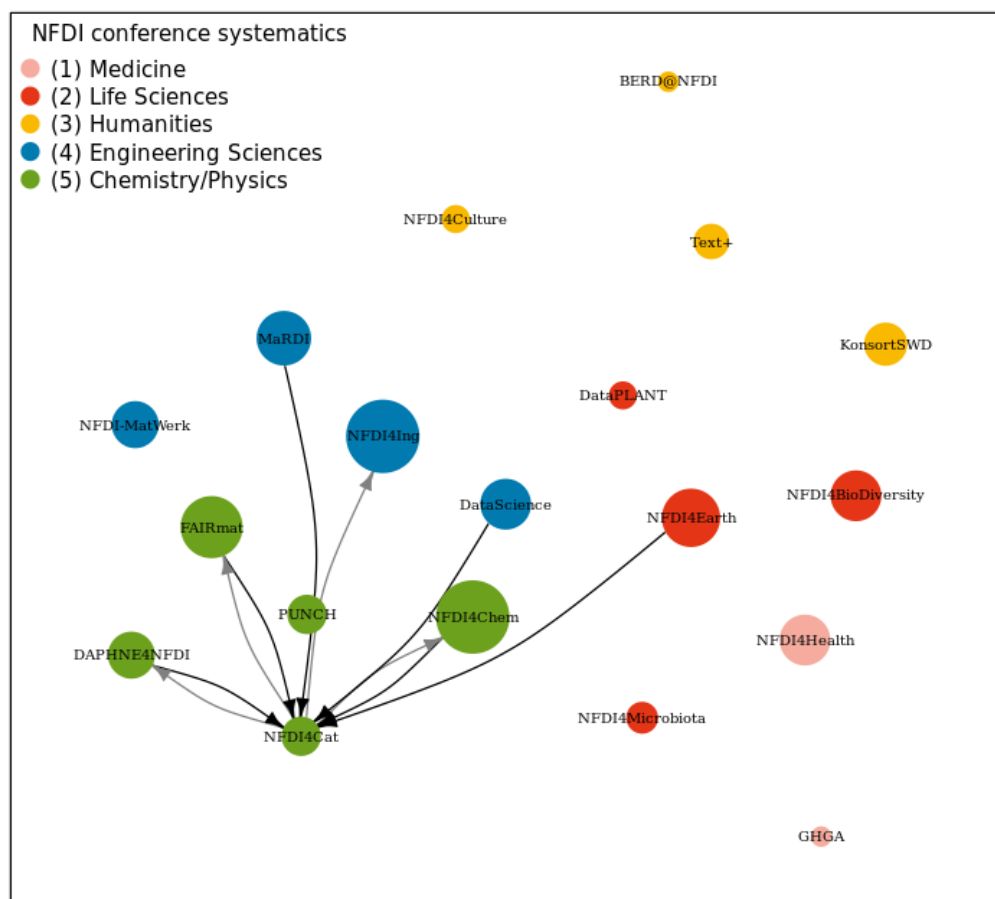 NFDI conference systematics
(1) Medicine
(2) Life Sciences
(3) Humanities
(4) Engineering Sciences
(5) Chemistry/Physics
BERD@NFDI
NFDI4Culture
Text+
MaRDI
KonsortSWD
DataPLANT
NFDI-MatWerk
NFDI4Ing
NFDI4BioDiversity
DataScience
NFDI4Earth
FAIRmat
PUNCH
NFDI4Chem
NFDI4Health
DAPHNE4NFDI
NFDI4Microbiota
NFDI4Cat
GHGA